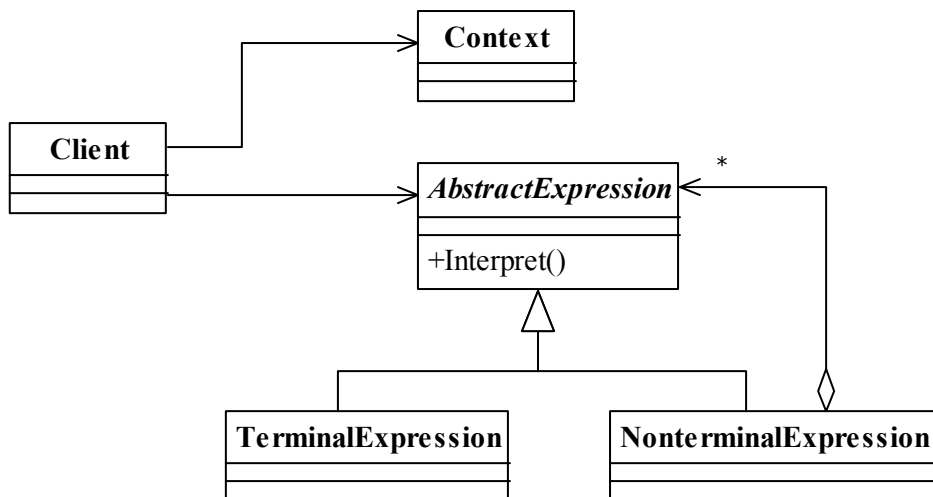 Context
Client
*
AbstractExpression
+Interpret()
TerminalExpression
NonterminalExpression